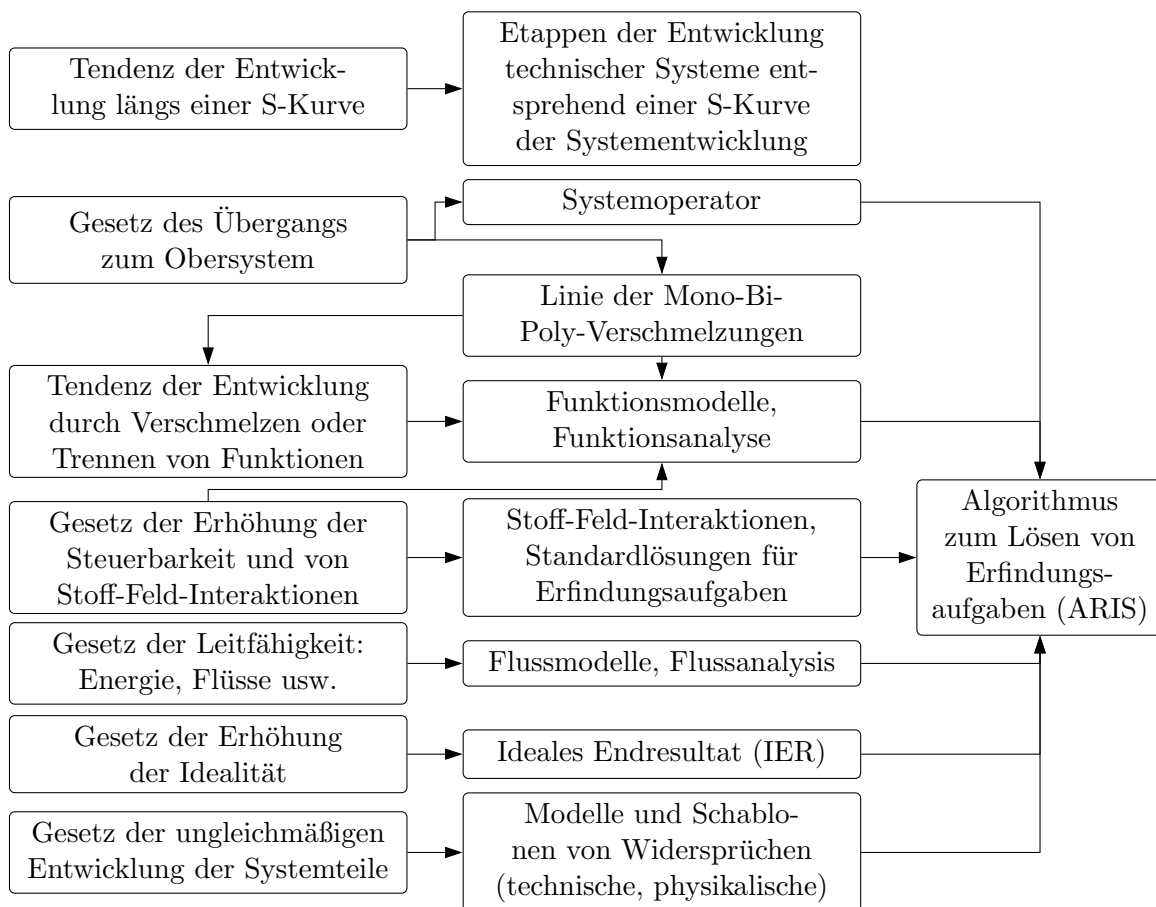 Tendenz der Entwick-
lung längs einer S-Kurve
Etappen der Entwicklung
technischer Systeme ent-
sprehend einer S-Kurve
der Systementwicklung
Gesetz des Übergangs
zum Obersystem
Systemoperator
Linie der Mono-Bi-
Poly-Verschmelzungen
Tendenz der Entwicklung
durch Verschmelzen oder
Trennen von Funktionen
Funktionsmodelle,
Funktionsanalyse
Gesetz der Erhöhung der
Steuerbarkeit und von
Stoff-Feld-Interaktionen
Stoff-Feld-Interaktionen,
Standardlösungen für
Erfindungsaufgaben
Algorithmus
zum Lösen von
Erfindungs-
aufgaben (ARIS)
Gesetz der Leitfähigkeit:
Energie, Flüsse usw.
Flussmodelle, Flussanalysis
Gesetz der Erhöhung
der Idealität
Ideales Endresultat (IER)
Gesetz der ungleichmäßigen
Entwicklung der Systemteile
Modelle und Schablo-
nen von Widersprüchen
(technische, physikalische)